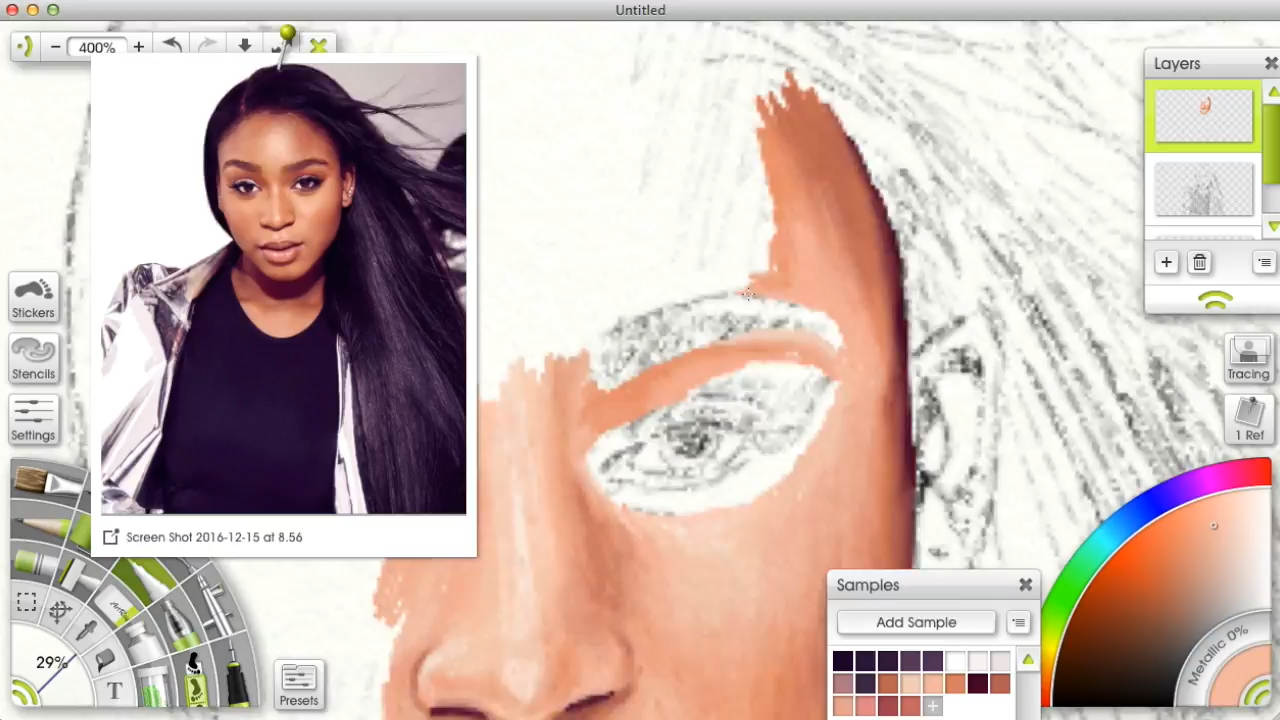 Untitled
400%
Layers
Stickers
Stencils
Settings
Screen Shot 2016-12-15 at 8.56
Tracing
1 Ref
Samples
Add Sample
Metallic 0%
29%
T
Presets